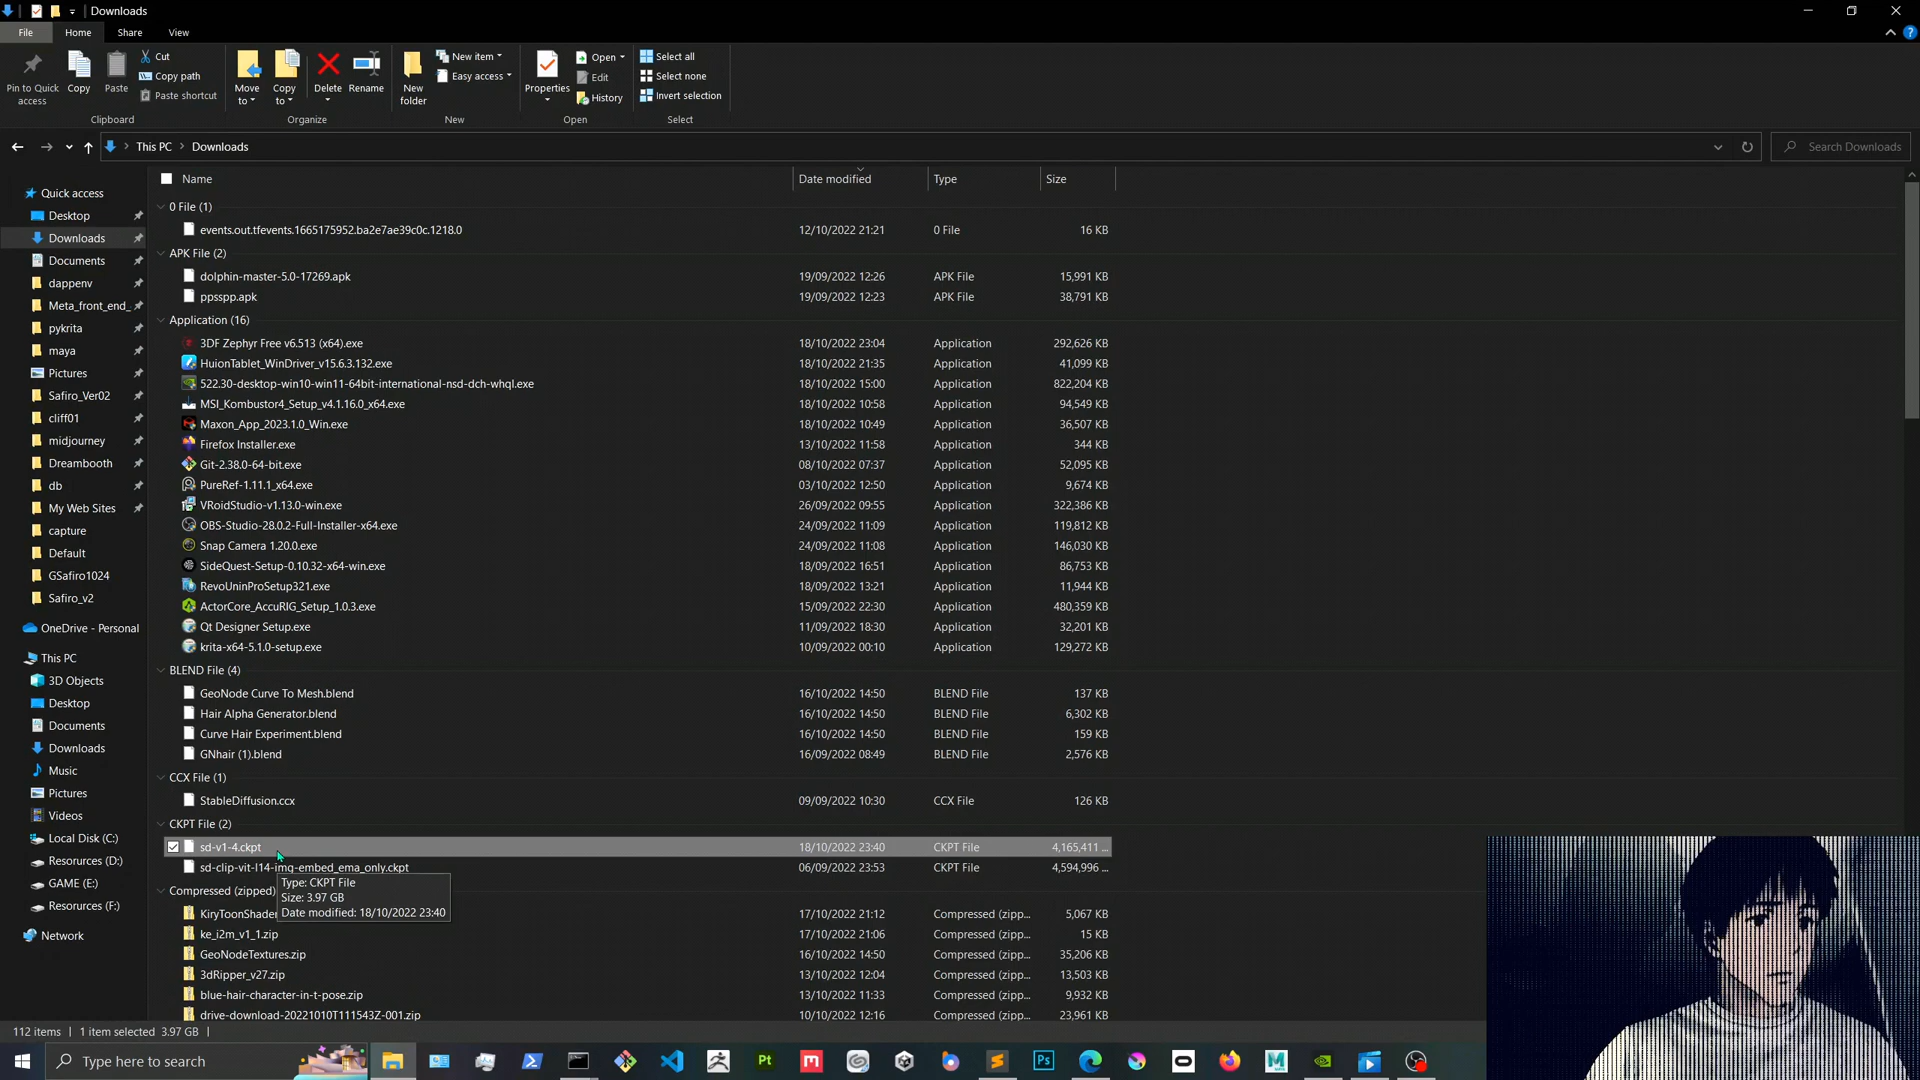 Downloads
File Home Share View
Pin to Quick access
Copy
Paste
Cut
Copy path
Paste shortcut
Clipboard
Move to
Copy to
Delete
Rename
Organize
New folder
New item
Easy access
New
Properties
Open
Edit
History
Open
Select all
Select none
Invert selection
Select
This PC > Downloads
Search Downloads
Name Date modified Type Size
Quick access
Desktop
Downloads
Documents
dappenv
Meta_front_end_
pykrita
maya
Pictures
Safiro_Ver02
cliff01
midjourney
Dreambooth
db
My Web Sites
capture
Default
GSafiro1024
Safiro_v2
OneDrive - Personal
This PC
3D Objects
Desktop
Documents
Downloads
Music
Pictures
Videos
Local Disk (C:)
Resources (D:)
GAME (E:)
Resources (F:)
Network
0 File (1)
events.out.tfevents.1665175952.ba2e7ae39c0c.1218.0 12/10/2022 21:21 0 File 16 KB
APK File (2)
dolphin-master-5.0-17269.apk 19/09/2022 12:26 APK File 15,991 KB
ppsspp.apk 19/09/2022 12:23 APK File 38,791 KB
Application (16)
3DF Zephyr Free v6.513 (x64).exe 18/10/2022 23:04 Application 292,626 KB
HuionTablet_WinDriver_v15.6.3.132.exe 18/10/2022 21:35 Application 41,099 KB
522.30-desktop-win10-win11-64bit-international-nsd-dch-whql.exe 18/10/2022 15:00 Application 822,204 KB
MSI_Kombustor4_Setup_v4.1.16.0_x64.exe 18/10/2022 10:58 Application 94,549 KB
Maxon_App_2023.1.0_Win.exe 18/10/2022 10:49 Application 36,507 KB
Firefox Installer.exe 13/10/2022 11:58 Application 344 KB
Git-2.38.0-64-bit.exe 08/10/2022 07:37 Application 52,095 KB
PureRef-1.11.1_x64.exe 03/10/2022 12:50 Application 9,674 KB
VRoidStudio-v1.13.0-win.exe 26/09/2022 09:55 Application 322,386 KB
OBS-Studio-28.0.2-Full-Installer-x64.exe 24/09/2022 11:09 Application 119,812 KB
Snap Camera 1.20.0.exe 24/09/2022 11:08 Application 146,030 KB
SideQuest-Setup-0.10.32-x64-win.exe 18/09/2022 16:51 Application 86,753 KB
RevoUninProSetup321.exe 18/09/2022 13:21 Application 11,944 KB
ActorCore_AccuRIG_Setup_1.0.3.exe 15/09/2022 22:30 Application 480,359 KB
Qt Designer Setup.exe 11/09/2022 18:30 Application 32,201 KB
krita-x64-5.1.0-setup.exe 10/09/2022 00:10 Application 129,272 KB
BLEND File (4)
GeoNode Curve To Mesh.blend 16/10/2022 14:50 BLEND File 137 KB
Hair Alpha Generator.blend 16/10/2022 14:50 BLEND File 6,302 KB
Curve Hair Experiment.blend 16/10/2022 14:50 BLEND File 159 KB
GNhair (1).blend 16/09/2022 08:49 BLEND File 2,576 KB
CCX File (1)
StableDiffusion.ccx 09/09/2022 10:30 CCX File 126 KB
CKPT File (2)
sd-v1-4.ckpt 18/10/2022 23:40 CKPT File 4,165,411 ...
sd-clip-vit-l14-img-embed_ema_only.ckpt 06/09/2022 23:53 CKPT File 4,594,996 ...
Type: CKPT File
Size: 3.97 GB
Date modified: 18/10/2022 23:40
Compressed (zipped)
KiryToonShader 17/10/2022 21:12 Compressed (zipp... 5,067 KB
ke_i2m_v1_1.zip 17/10/2022 21:06 Compressed (zipp... 15 KB
GeoNodeTextures.zip 16/10/2022 14:50 Compressed (zipp... 35,206 KB
3dRipper_v27.zip 13/10/2022 12:04 Compressed (zipp... 13,503 KB
blue-hair-character-in-t-pose.zip 13/10/2022 11:33 Compressed (zipp... 9,932 KB
drive-download-20221010T111543Z-001.zip 10/10/2022 12:16 Compressed (zipp... 23,961 KB
112 items 1 item selected 3.97 GB
Type here to search
Pt
Ps